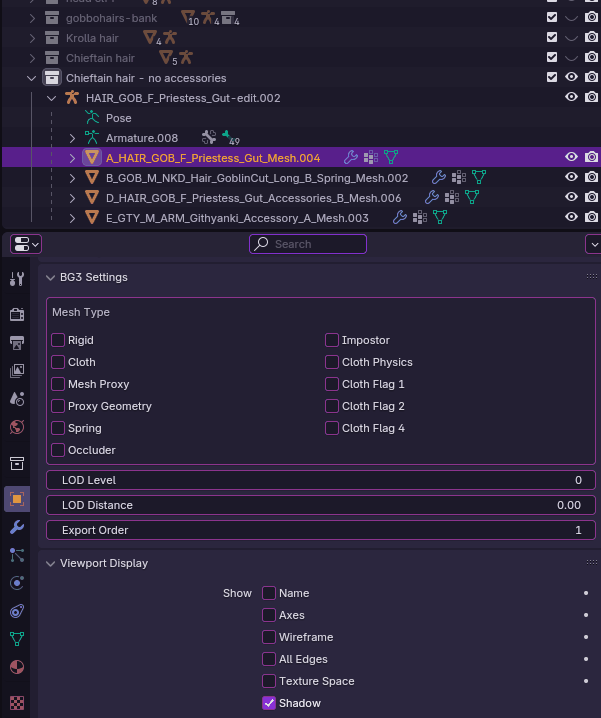 8
gobbohairs-bank 10 4 4
Krolla hair 4
Chieftain hair 5
Chieftain hair - no accessories
HAIR_GOB_F_Priestess_Gut-edit.002
Pose
Armature.008 49
A_HAIR_GOB_F_Priestess_Gut_Mesh.004
B_GOB_M_NKD_Hair_GoblinCut_Long_B_Spring_Mesh.002
D_HAIR_GOB_F_Priestess_Gut_Accessories_B_Mesh.006
E_GTY_M_ARM_Githyanki_Accessory_A_Mesh.003
Search
BG3 Settings
Mesh Type
Rigid Impostor
Cloth Cloth Physics
Mesh Proxy Cloth Flag 1
Proxy Geometry Cloth Flag 2
Spring Cloth Flag 4
Occluder
LOD Level 0
LOD Distance 0.00
Export Order 1
Viewport Display
Show Name
Axes
Wireframe
All Edges
Texture Space
Shadow